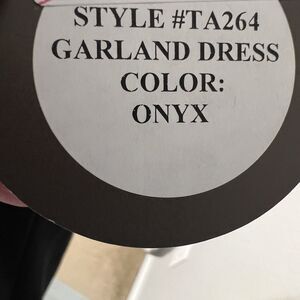 STYLE #TA264
GARLAND DRESS
COLOR:
ONYX